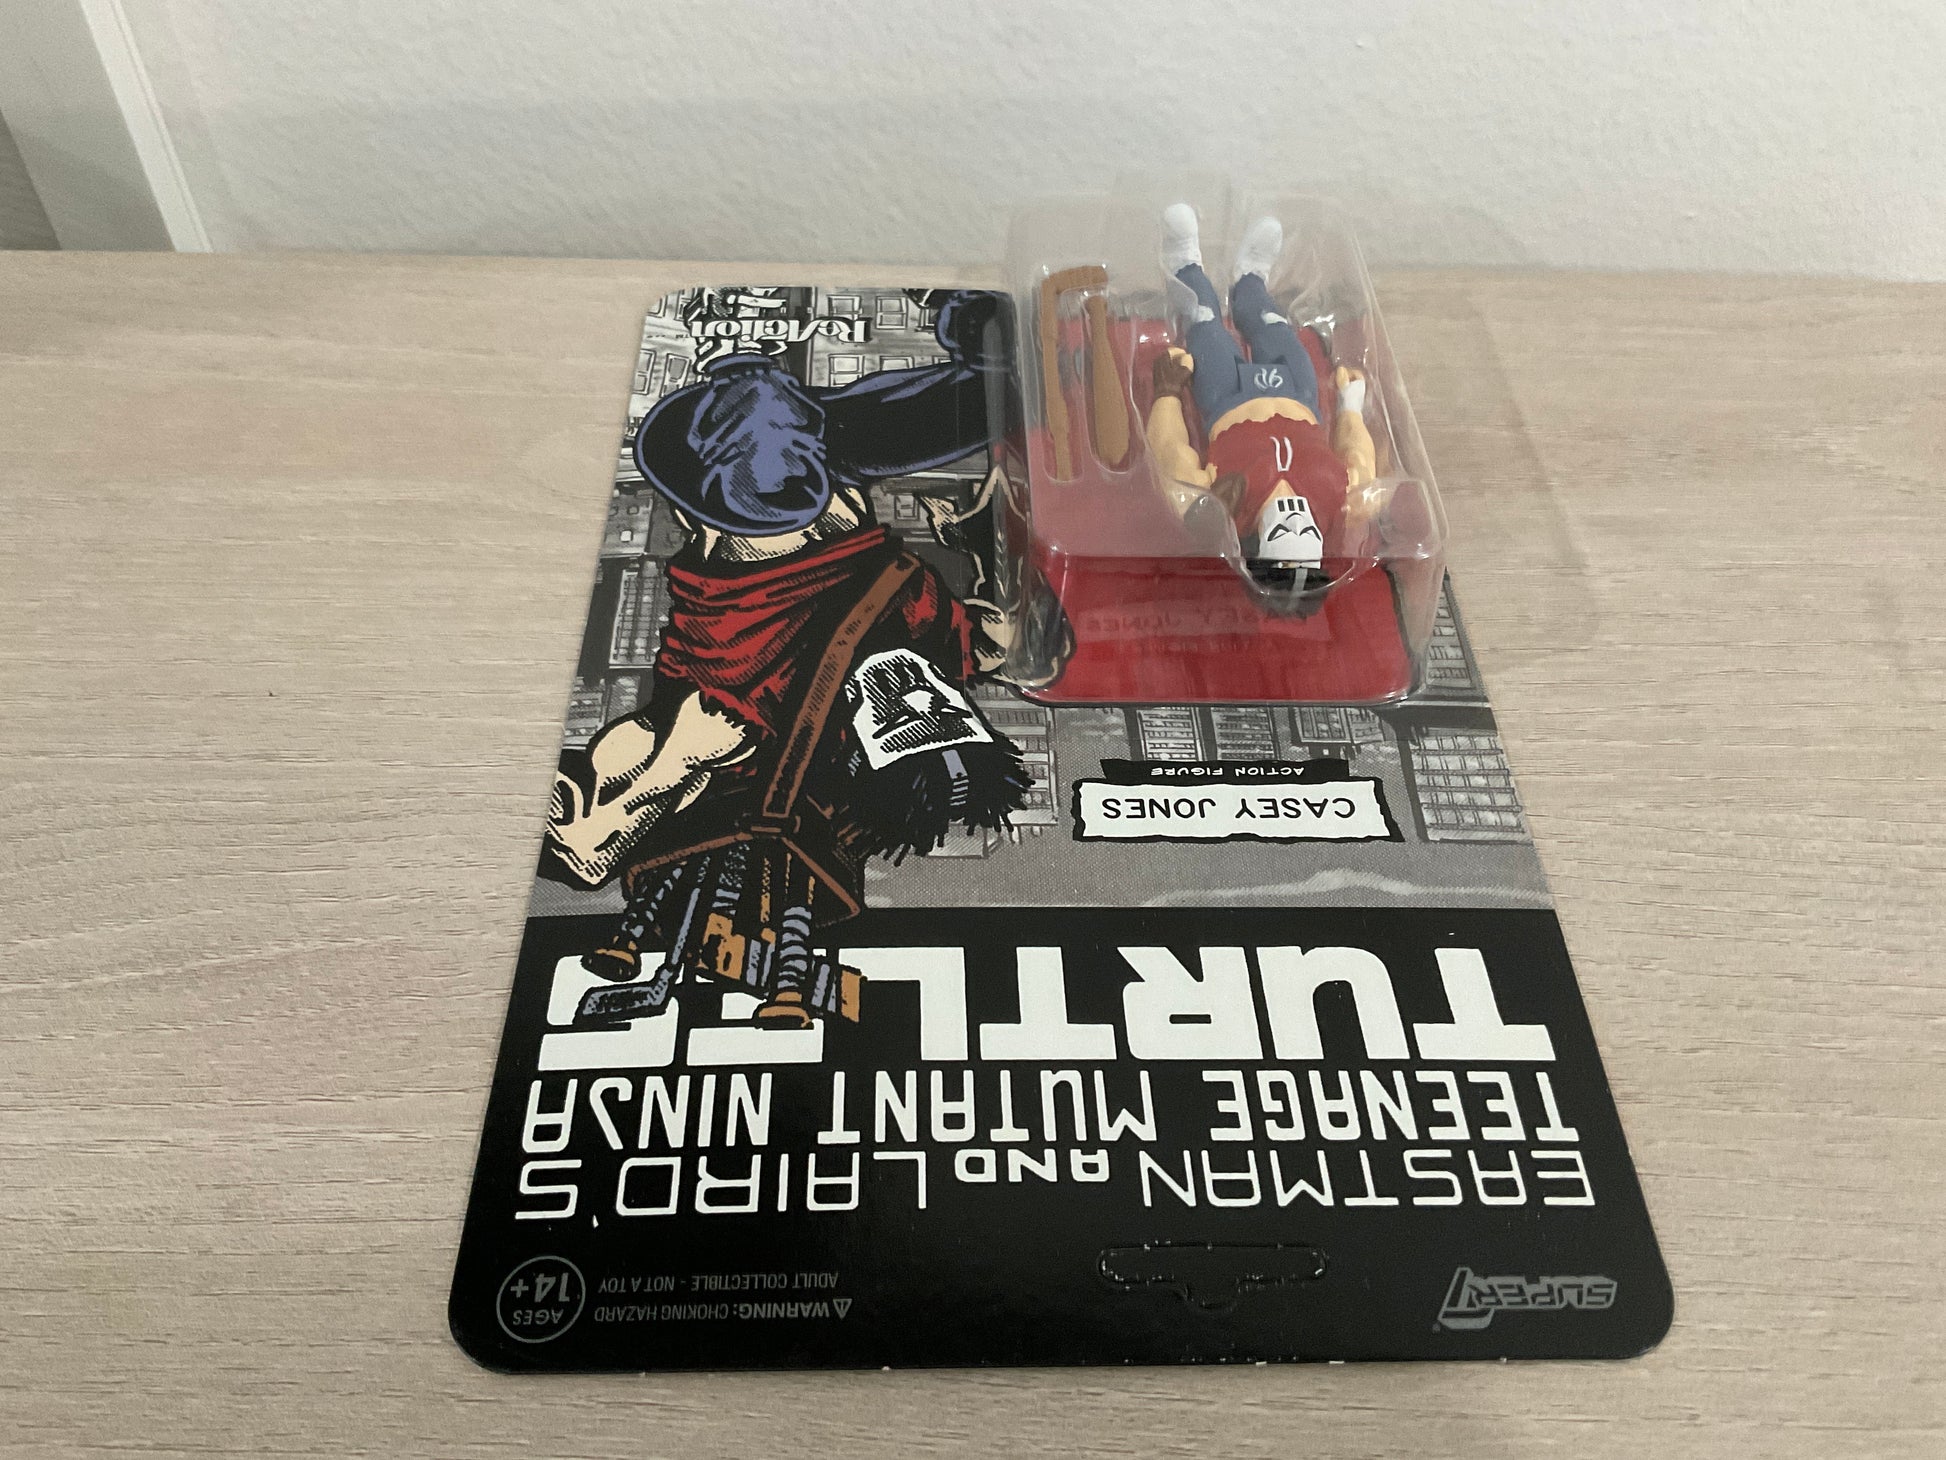 SUPER7
⚠ WARNING: CHOKING HAZARD
ADULT COLLECTIBLE - NOT A TOY
AGES
14+
EASTMAN AND LAIRD'S
TEENAGE MUTANT NINJA
TURTLES
CASEY JONES
ACTION FIGURE
ReAction